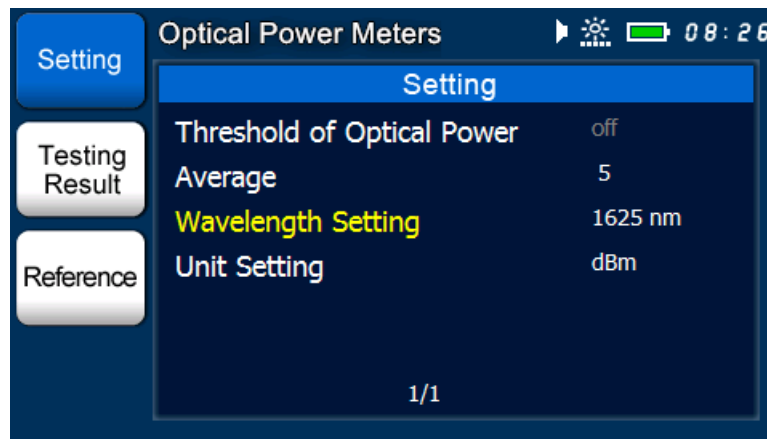 Optical Power Meters 08:26
Setting
Testing
Result
Reference
Setting
Threshold of Optical Power off
Average 5
Wavelength Setting 1625 nm
Unit Setting dBm
1/1